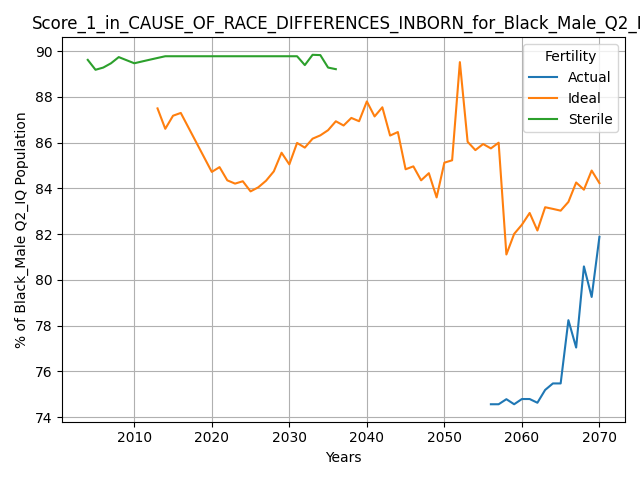 Score_1_in_CAUSE_OF_RACE_DIFFERENCES_INBORN_for_Black_Male_Q2_I
Fertility
Actual
Ideal
Sterile
% of Black_Male Q2_IQ Population
90
88
86
84
82
80
78
76
74
2010 2020 2030 2040 2050 2060 2070
Years